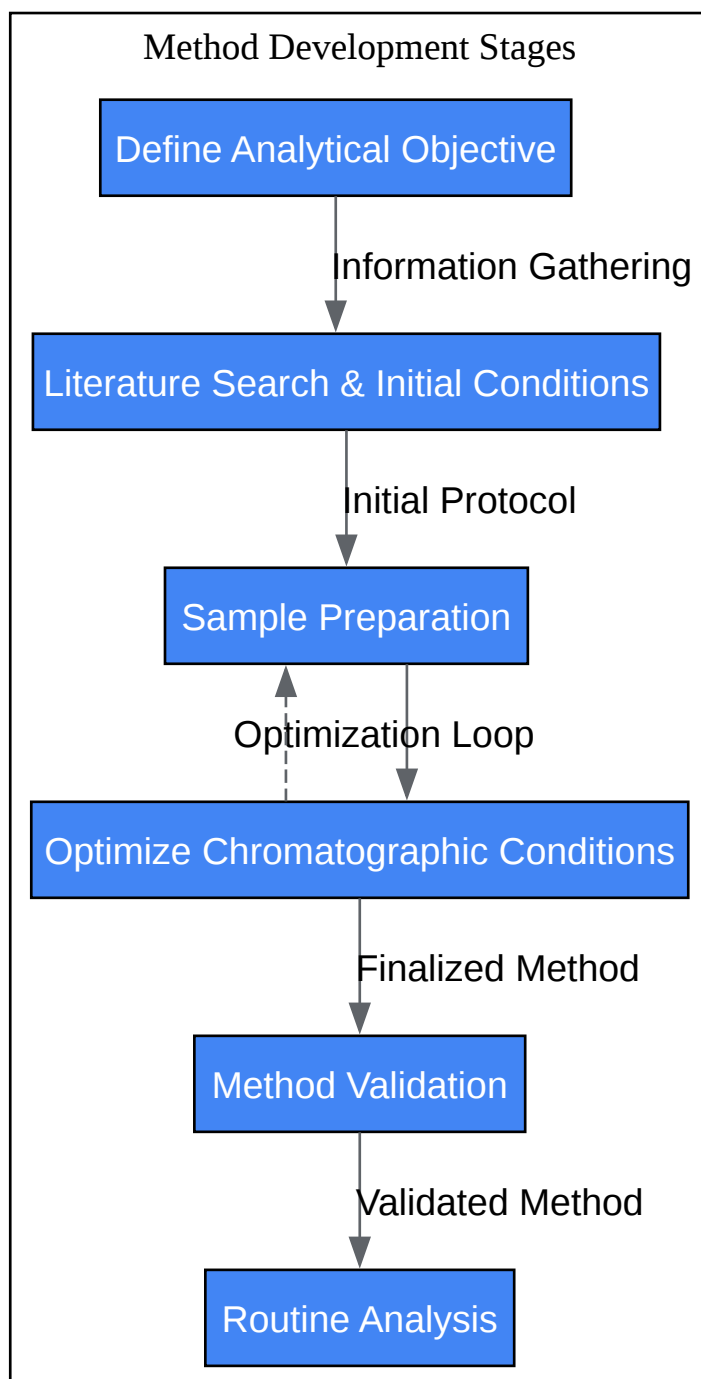 Method Development Stages
Define Analytical Objective
Information Gathering
Literature Search & Initial Conditions
Initial Protocol
Sample Preparation
Optimization Loop
Optimize Chromatographic Conditions
Finalized Method
Method Validation
Validated Method
Routine Analysis